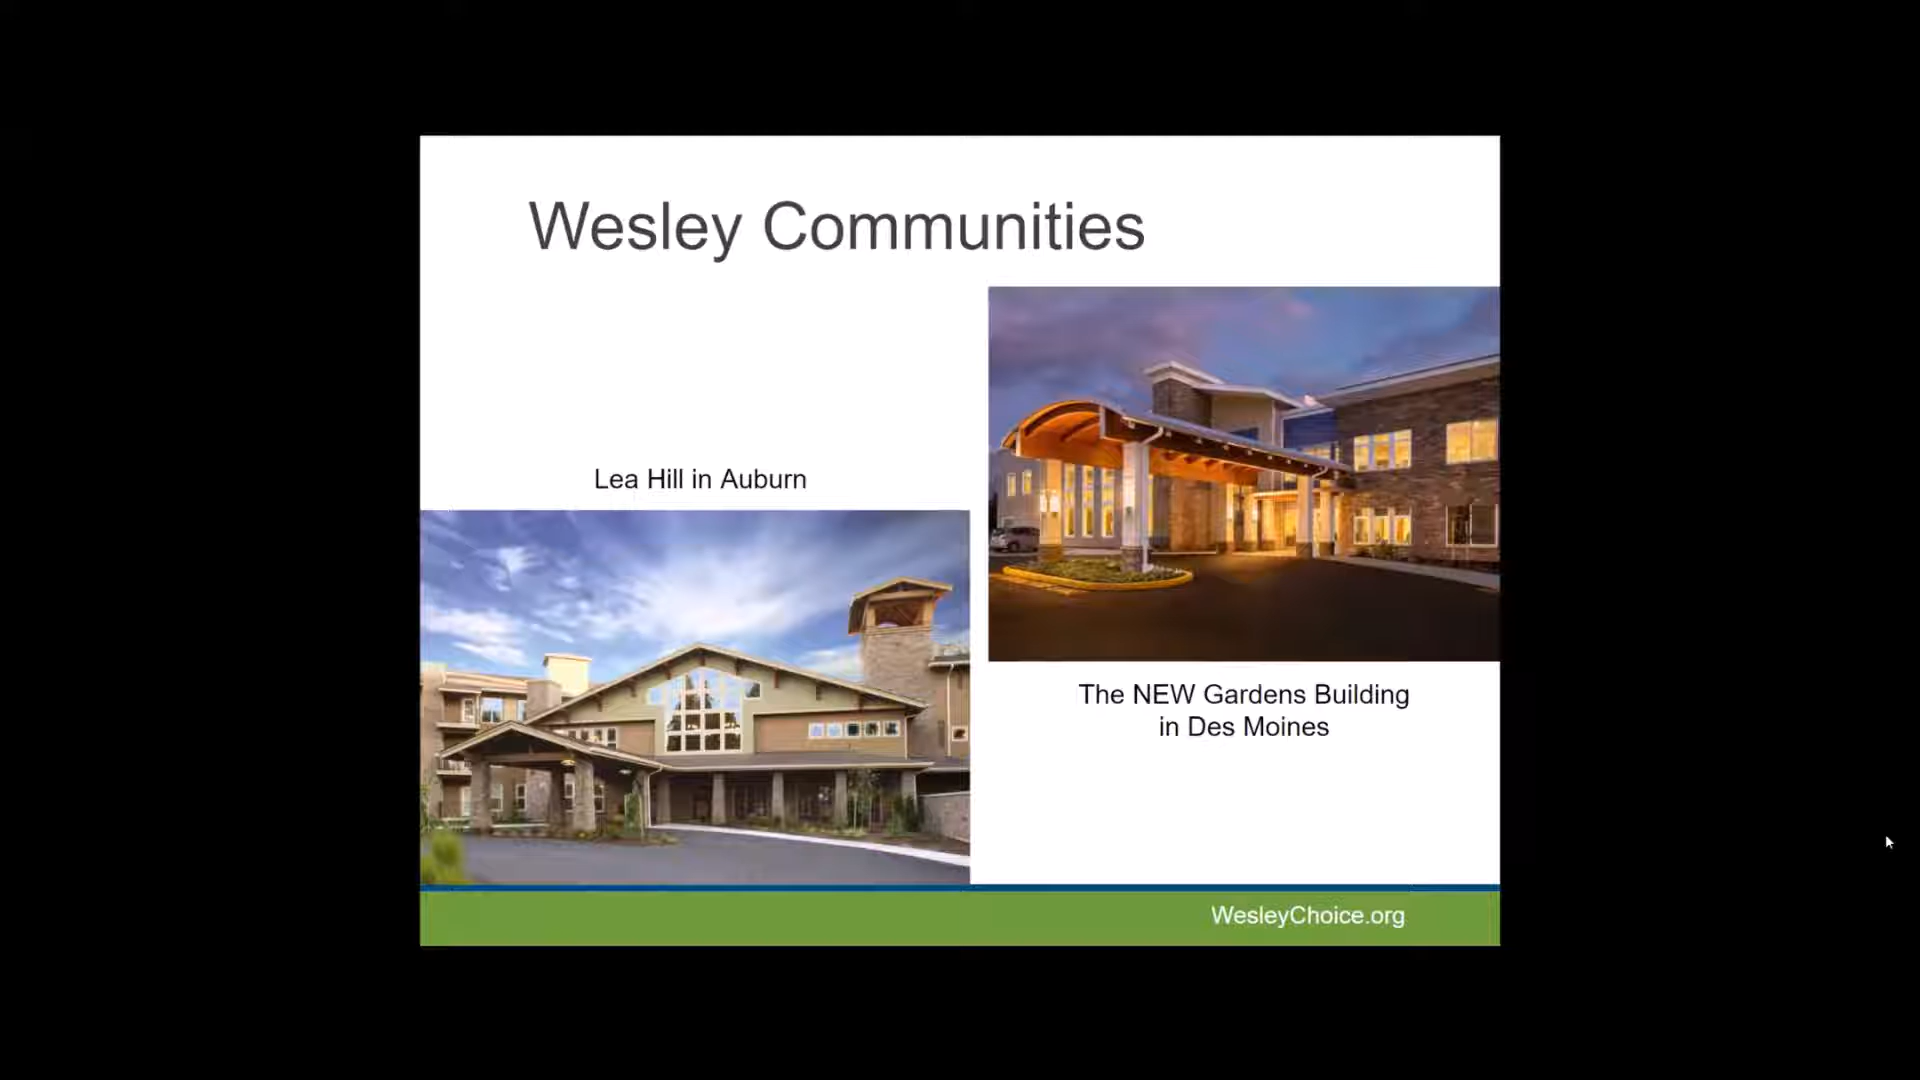 Wesley Communities
Lea Hill in Auburn
The NEW Gardens Building
in Des Moines
WesleyChoice.org